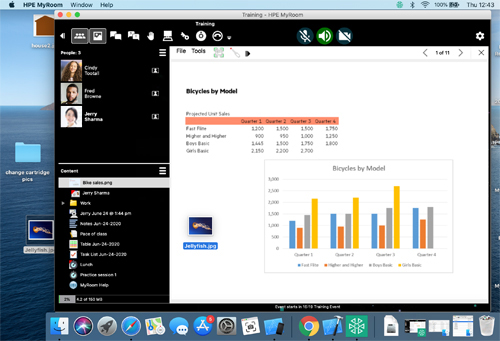 HPE MyRoom Window Help 100% Thu 12:43
Training - HPE MyRoom
Training
house2
People: 3
Cindy
Tootall
Fred
Browne
Jerry
Sharma
Content
Bike sales.png
Jerry Sharma
Work
Jerry June 24 @ 1:44 pm
Notes Jun-24-2020
Pace of class
Table Jun-24-2020
Task List Jun-24-2020
Lunch
Practice session 1
MyRoom Help
2% 4.2 of 160 MB
change cartridge
pics
File Tools
1 of 11
Bicycles by Model
Projected Unit Sales
Quarter 1 Quarter 2 Quarter 3 Quarter 4
Fast Fifite 1,200 1,500 1,500 1,750
Higher and Higher 900 950 1,000 1,250
Boys Basic 1,445 1,500 1,750 1,800
Girls Basic 2,150 2,200 2,700
Jellyfish.jpg
Bicycles by Model
3,000
2,500
2,000
1,500
1,000
500
0
Quarter 1 Quarter 2 Quarter 3 Quarter 4
Higher and Higher Boys Basic Girls Basic
Event starts in 10:19 Training Event